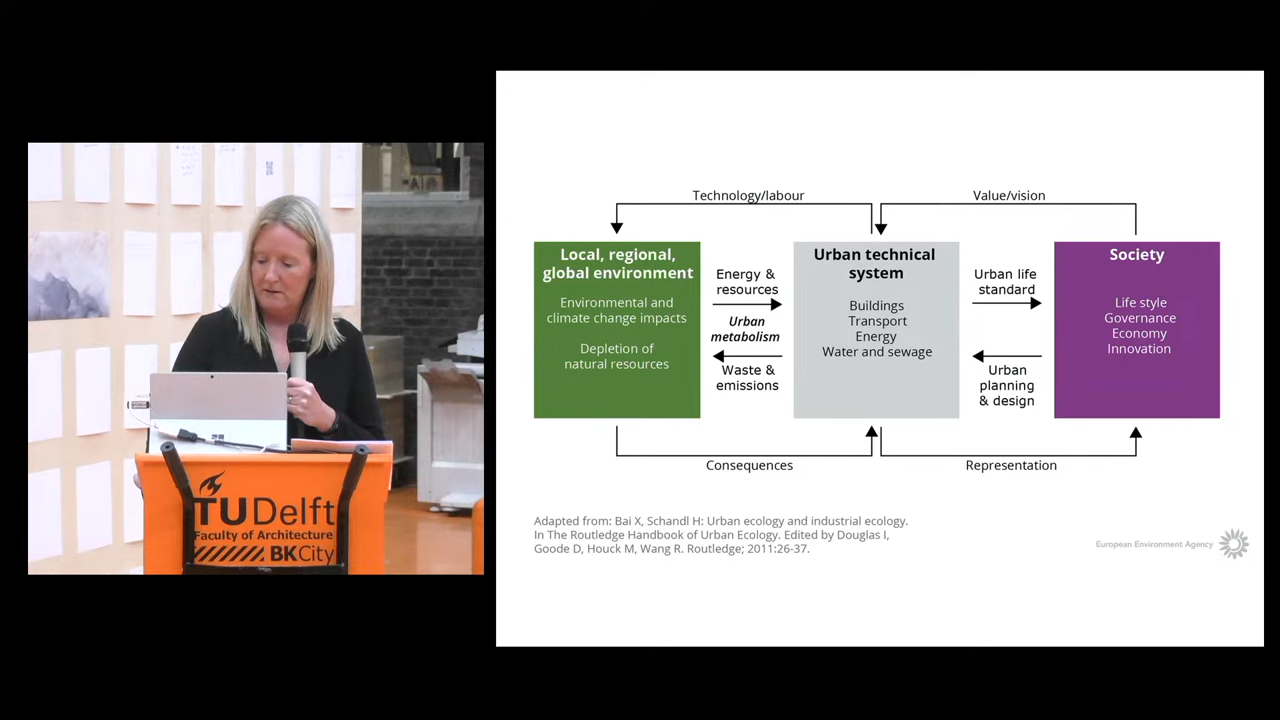 TUDelft
Faculty of Architecture
BK City
Technology/labour
Value/vision
Local, regional,
global environment
Environmental and
climate change impacts
Depletion of
natural resources
Energy &
resources
Urban
metabolism
Waste &
emissions
Urban technical
system
Buildings
Transport
Energy
Water and sewage
Urban life
standard
Urban
planning
& design
Society
Life style
Governance
Economy
Innovation
Consequences
Representation
Adapted from: Bai X, Schandl H: Urban ecology and industrial ecology.
In The Routledge Handbook of Urban Ecology. Edited by Douglas I,
Goode D, Houck M, Wang R. Routledge; 2011:26-37.
European Environment Agency